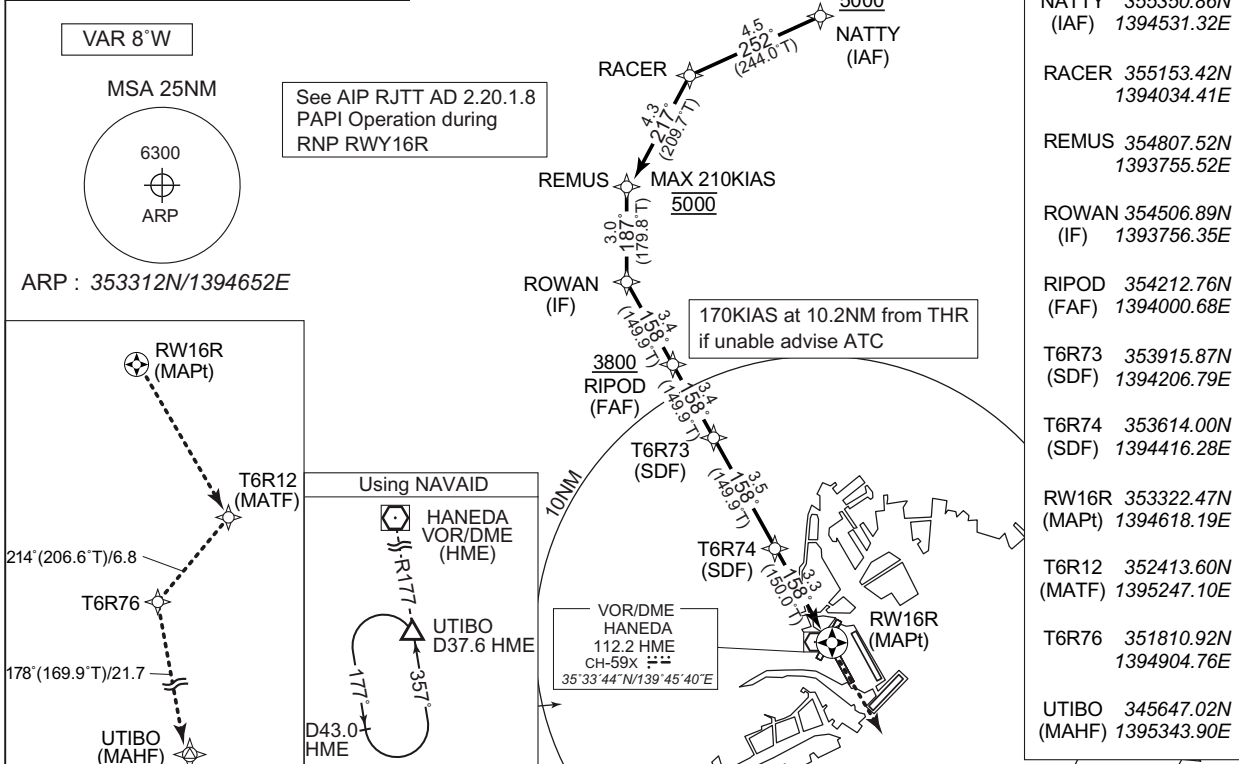 VAR 8°W
MSA 25NM
6300
ARP
ARP : 353312N/1394652E
See AIP RJTT AD 2.20.1.8
PAPI Operation during
RNP RWY16R
5000
NATTY
(IAF)
4.5
252°
(244.0°T)
RACER
4.3
217°
(209.7°T)
REMUS
MAX 210KIAS
5000
3.0
187°
(179.8°T)
ROWAN
(IF)
3.4
158°
(149.9°T)
170KIAS at 10.2NM from THR
if unable advise ATC
3800
RIPOD
(FAF)
3.4
158°
(149.9°T)
T6R73
(SDF)
3.5
158°
(149.9°T)
10NM
T6R74
(SDF)
3.3
158°
(150.0°T)
RW16R
(MAPt)
VOR/DME
HANEDA
112.2 HME
CH-59X
35°33′44″N/139°45′40″E
RW16R
(MAPt)
T6R12
(MATF)
214°(206.6°T)/6.8
T6R76
178°(169.9°T)/21.7
UTIBO
(MAHF)
Using NAVAID
HANEDA
VOR/DME
(HME)
R177
UTIBO
D37.6 HME
177°
357°
D43.0
HME
NATTY 355350.86N
(IAF) 1394531.32E
RACER 355153.42N
1394034.41E
REMUS 354807.52N
1393755.52E
ROWAN 354506.89N
(IF) 1393756.35E
RIPOD 354212.76N
(FAF) 1394000.68E
T6R73 353915.87N
(SDF) 1394206.79E
T6R74 353614.00N
(SDF) 1394416.28E
RW16R 353322.47N
(MAPt) 1394618.19E
T6R12 352413.60N
(MATF) 1395247.10E
T6R76 351810.92N
1394904.76E
UTIBO 345647.02N
(MAHF) 1395343.90E